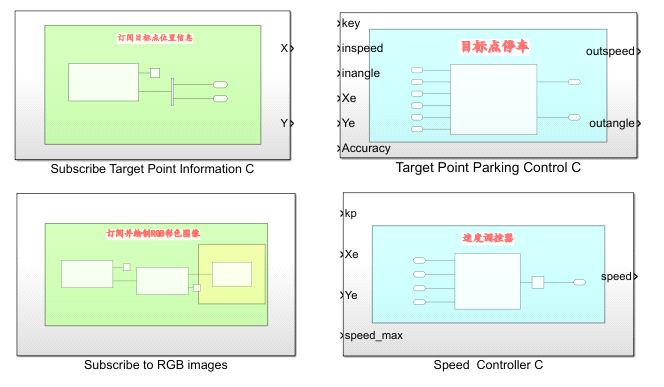 订阅目标点位置信息
X
Y
Subscribe Target Point Information C
key
inspeed
inangle
Xe
Ye
Accuracy
目标点停车
outspeed
outangle
Target Point Parking Control C
订阅并绘制RGB彩色图像
Subscribe to RGB images
kp
Xe
Ye
speed_max
速度调控器
speed
Speed Controller C